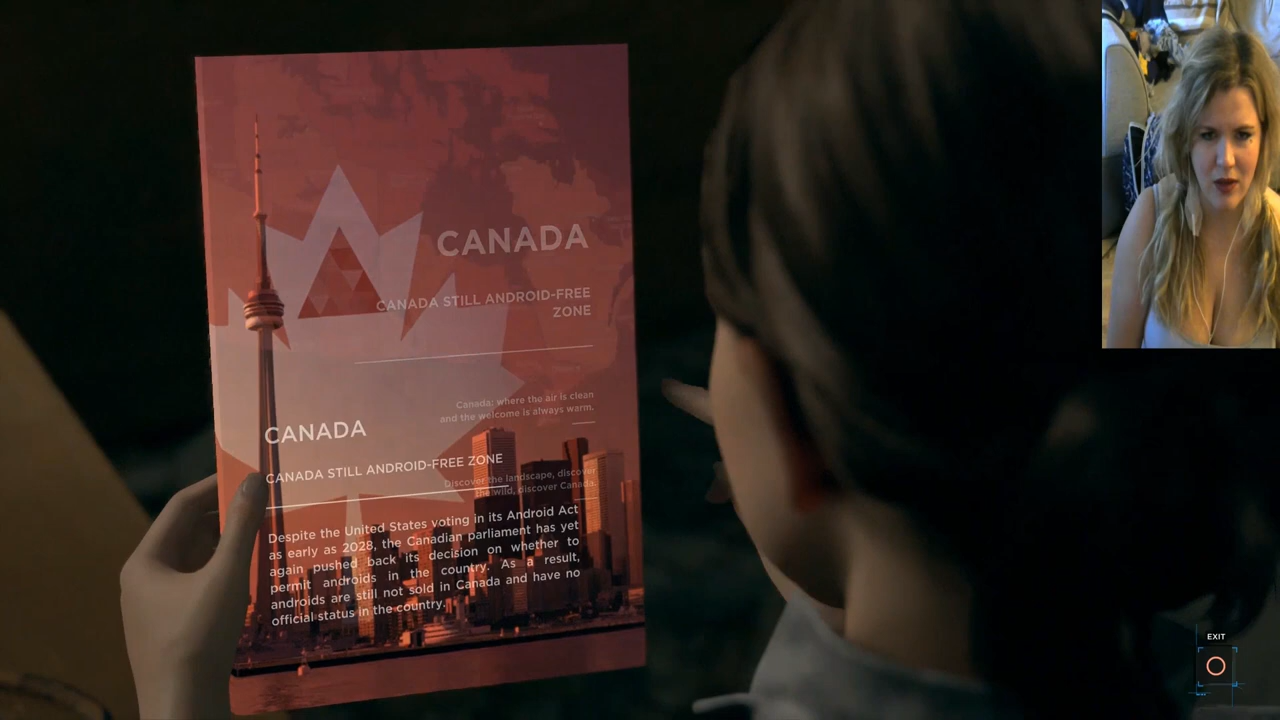 CANADA
CANADA STILL ANDROID-FREE
ZONE
Canada: where the air is clean
and the welcome is always warm.
CANADA
CANADA STILL ANDROID-FREE ZONE
Discover the landscape, discover
the wild, discover Canada.
Despite the United States voting in its Android Act
as early as 2028, the Canadian parliament has yet
again pushed back its decision on whether to
permit androids in the country. As a result,
androids are still not sold in Canada and have no
official status in the country.
EXIT